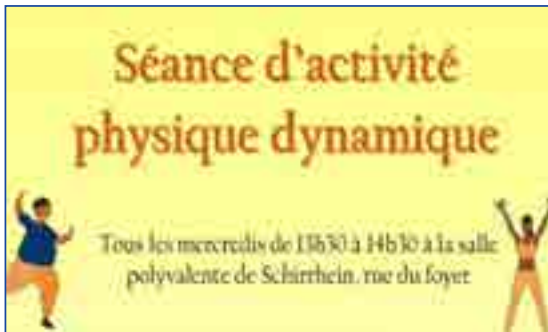 Séance d'activité
physique dynamique
Tous les mercredis de 13h30 à 14h30 à la salle
polyvalente de Schirrhein, rue du foyer